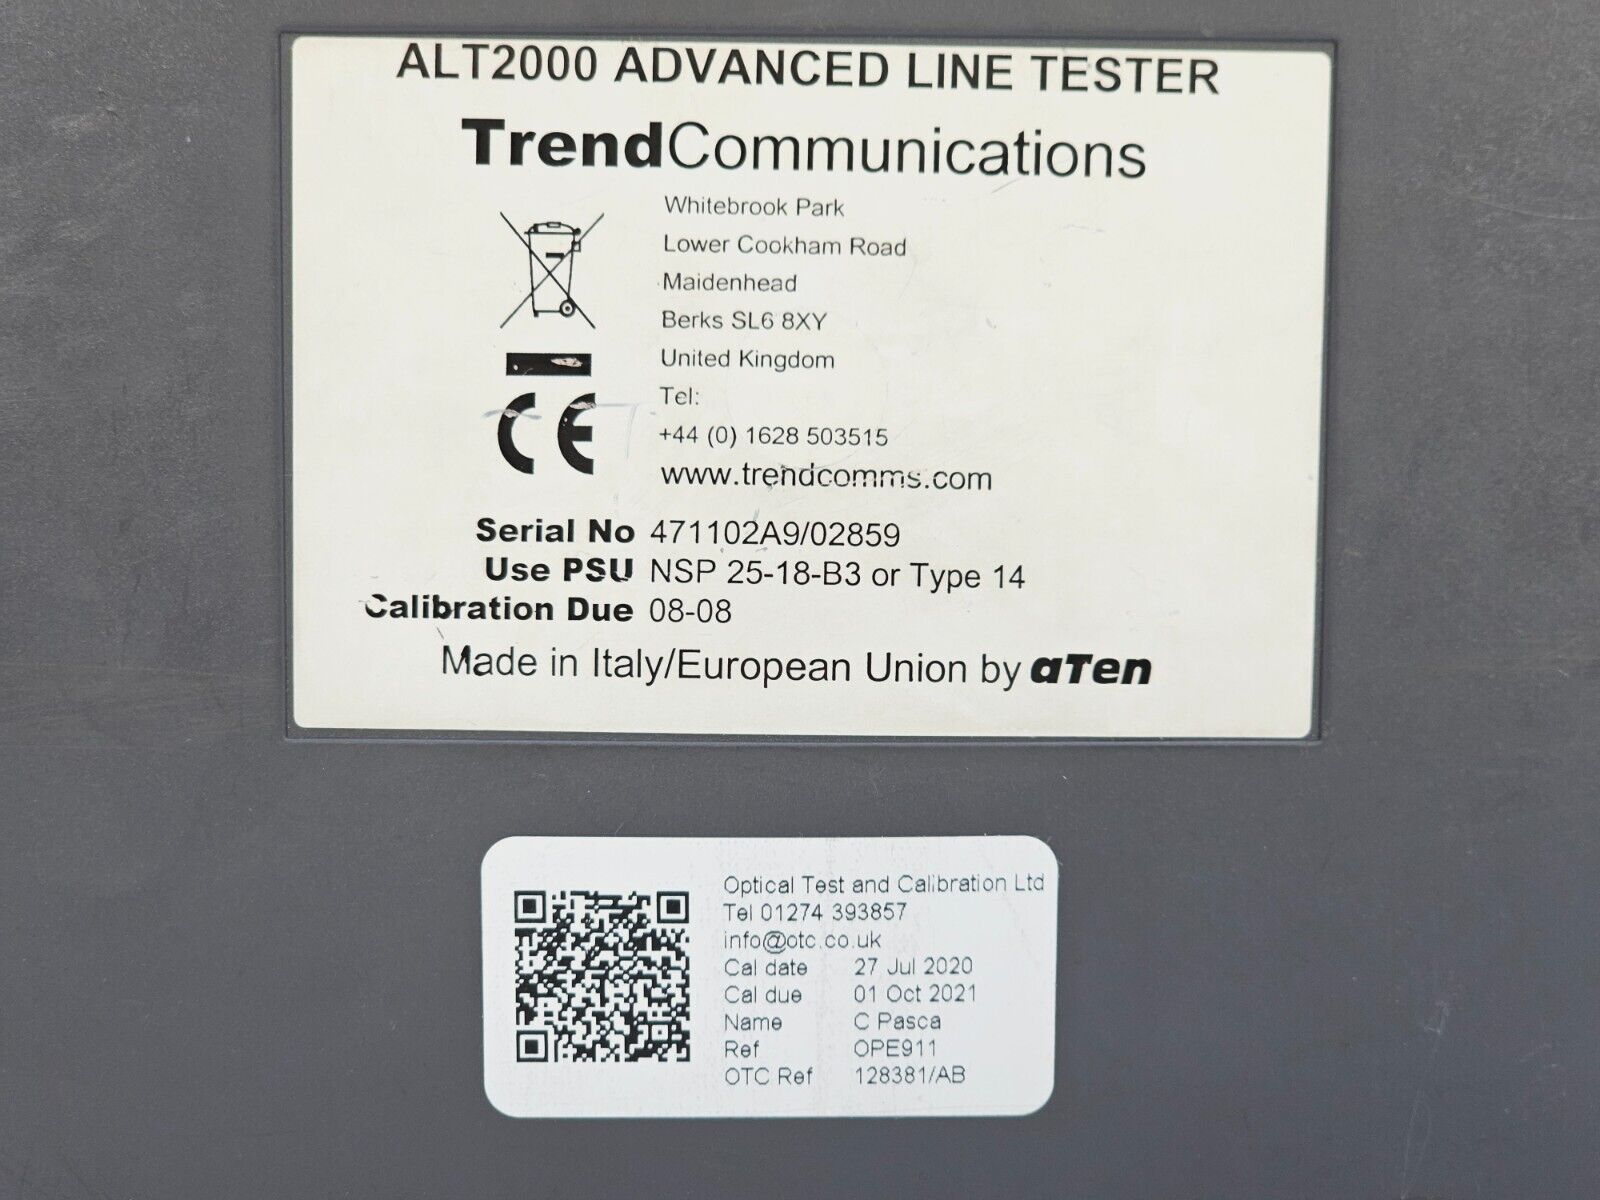 ALT2000 ADVANCED LINE TESTER
TrendCommunications
Whitebrook Park
Lower Cookham Road
Maidenhead
Berks SL6 8XY
United Kingdom
Tel:
+44 (0) 1628 503515
www.trendcomms.com
CE
Serial No 471102A9/02859
Use PSU NSP 25-18-B3 or Type 14
Calibration Due 08-08
Made in Italy/European Union by aTen
Optical Test and Calibration Ltd
Tel 01274 393857
info@otc.co.uk
Cal date 27 Jul 2020
Cal due 01 Oct 2021
Name C Pasca
Ref OPE911
OTC Ref 128381/AB